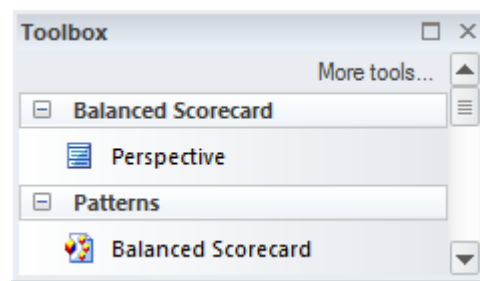 Toolbox
More tools...
Balanced Scorecard
Perspective
Patterns
Balanced Scorecard